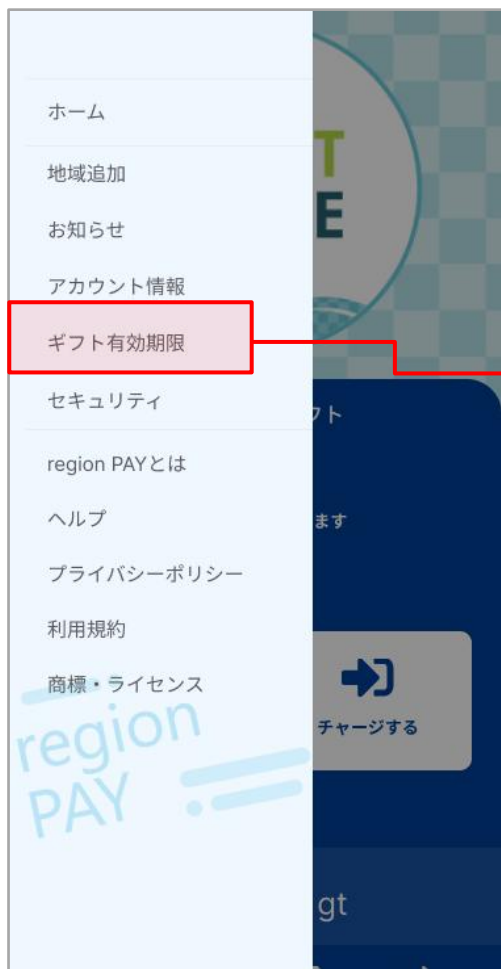 ホーム
地域追加
お知らせ
アカウント情報
ギフト有効期限
セキュリティ
region PAYとは
ヘルプ
プライバシーポリシー
利用規約
商標・ライセンス
region
PAY
T
E
フト
ます
チャージする
gt